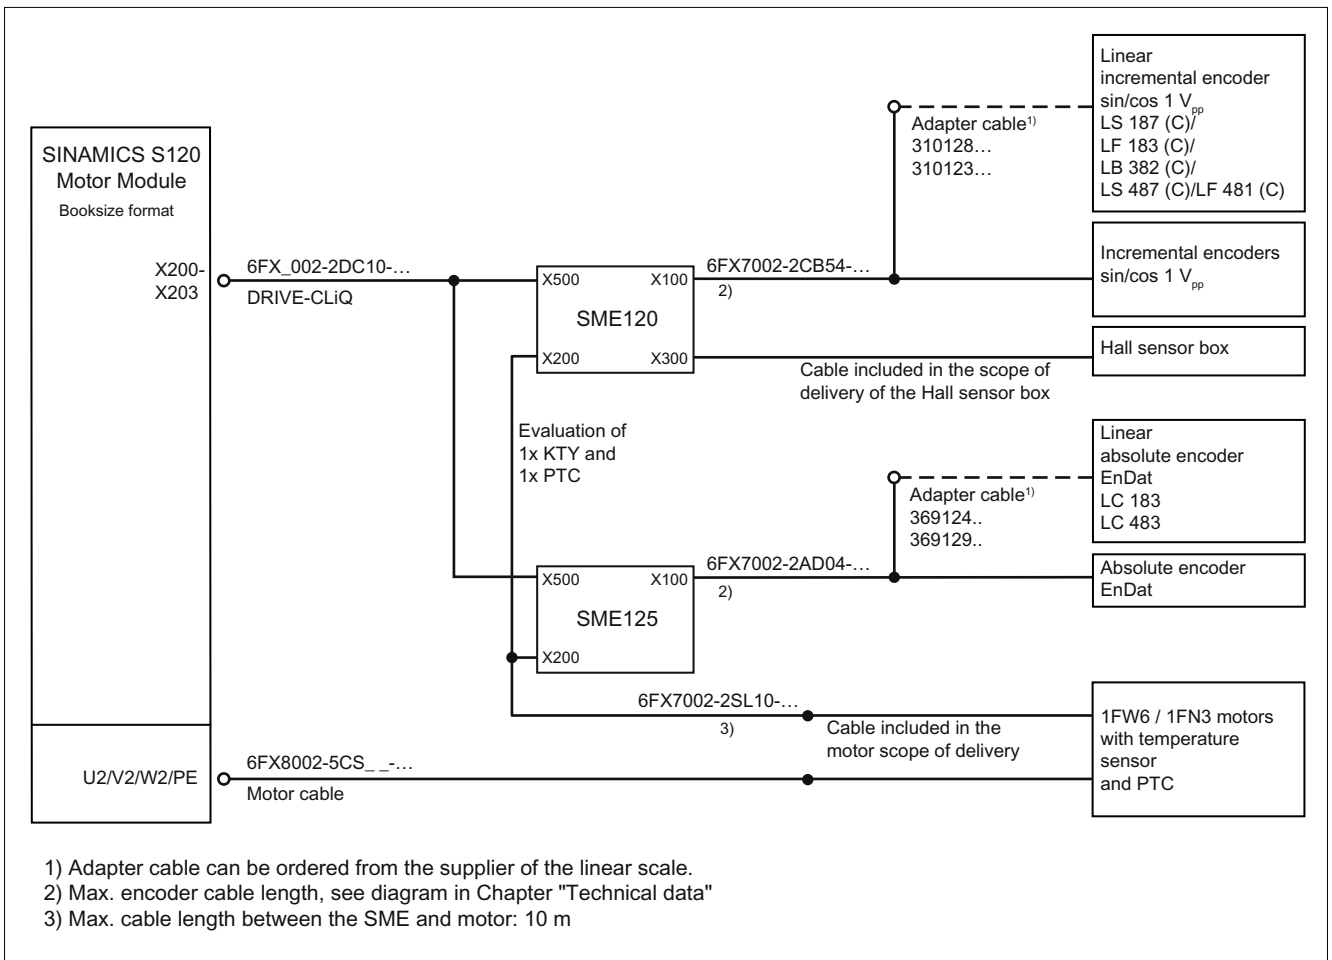 SINAMICS S120
Motor Module
Booksize format
X200-
X203
6FX_002-2DC10-...
DRIVE-CLiQ
X500
X100
SME120
X200
X300
6FX7002-2CB54-...
2)
Adapter cable1)
310128...
310123...
Linear
incremental encoder
sin/cos 1 Vpp
LS 187 (C)/
LF 183 (C)/
LB 382 (C)/
LS 487 (C)/LF 481 (C)
Incremental encoders
sin/cos 1 Vpp
Hall sensor box
Cable included in the scope of
delivery of the Hall sensor box
Evaluation of
1x KTY and
1x PTC
Linear
absolute encoder
EnDat
LC 183
LC 483
Adapter cable1)
369124..
369129..
6FX7002-2AD04-...
2)
Absolute encoder
EnDat
X500
X100
SME125
X200
6FX7002-2SL10-...
3)
Cable included in the
motor scope of delivery
1FW6 / 1FN3 motors
with temperature
sensor
and PTC
U2/V2/W2/PE
6FX8002-5CS_ _-...
Motor cable
1) Adapter cable can be ordered from the supplier of the linear scale.
2) Max. encoder cable length, see diagram in Chapter "Technical data"
3) Max. cable length between the SME and motor: 10 m